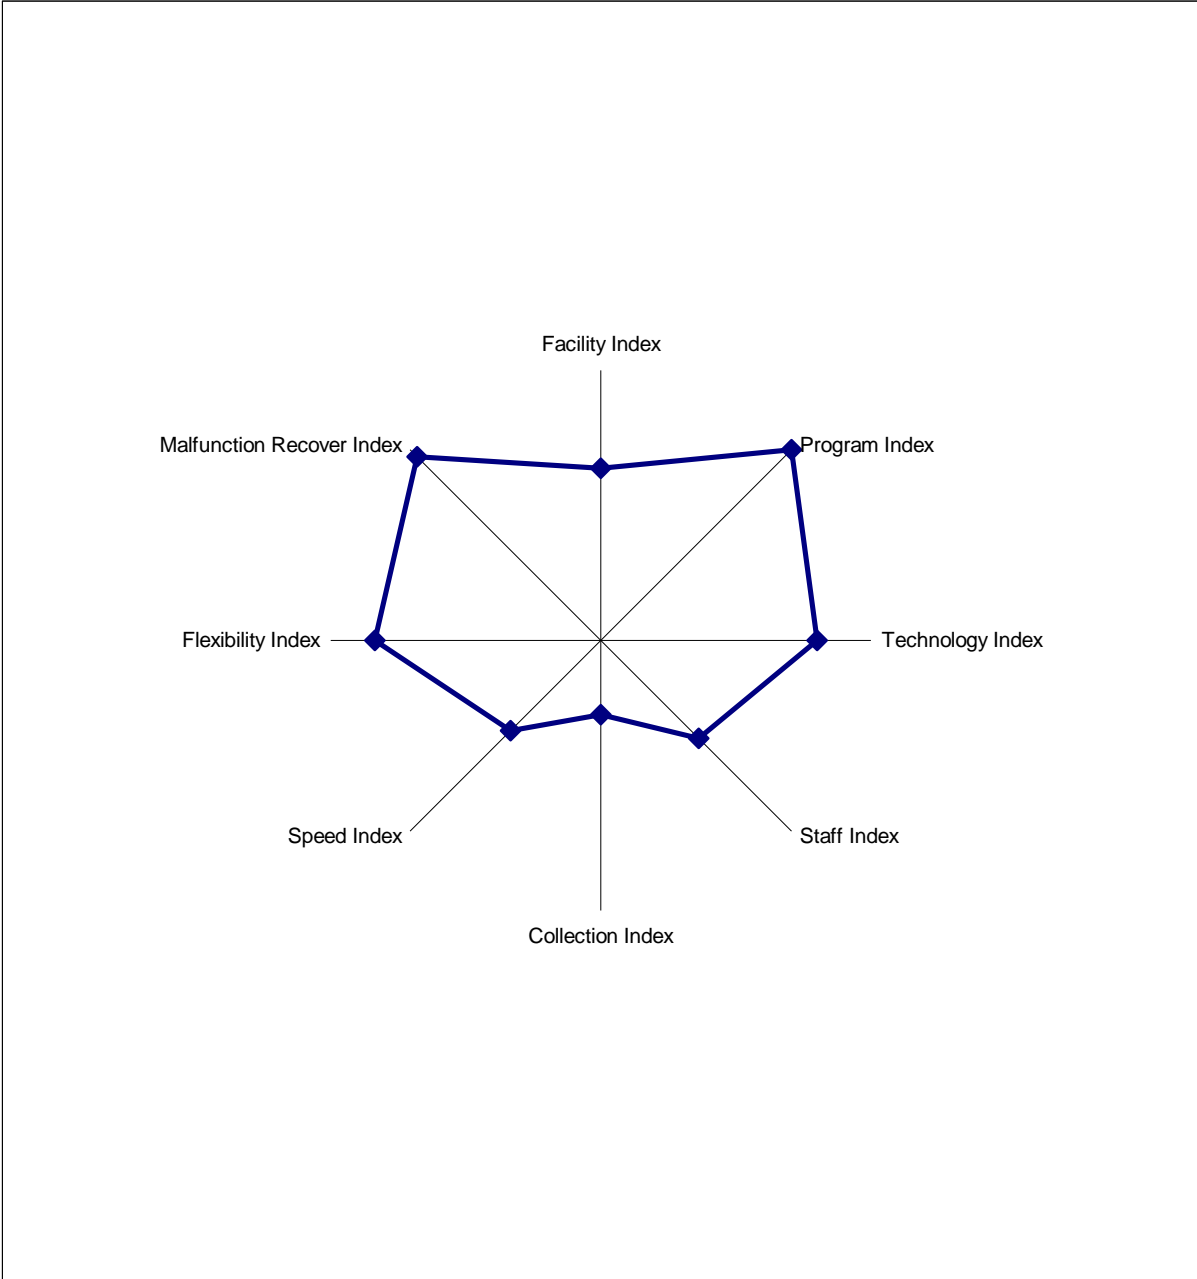 Facility Index
Malfunction Recover Index
Program Index
Flexibility Index
Technology Index
Speed Index
Staff Index
Collection Index